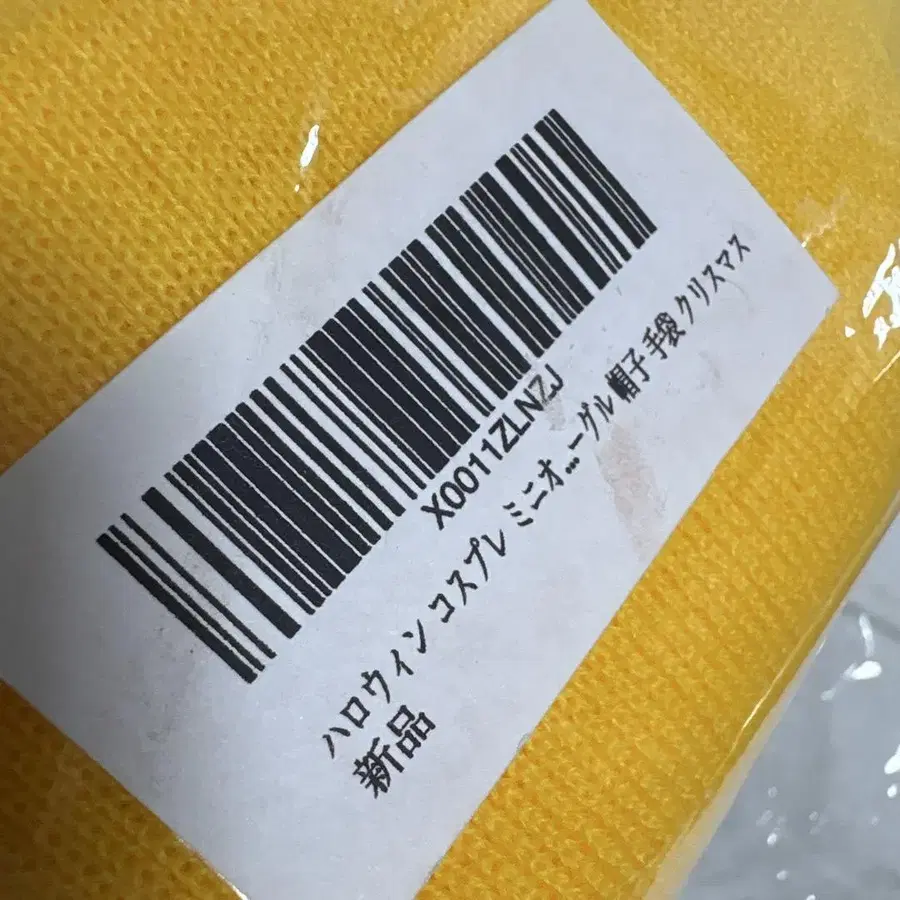 X0011ZLNZJ
ハロウィン コスプレ ミニオ...ーグル 帽子 手袋 クリスマス
新品